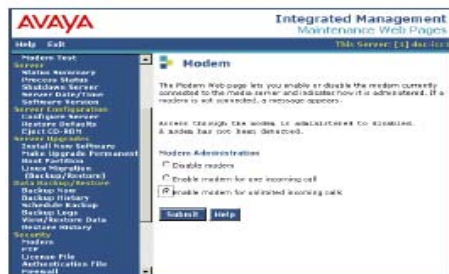 AVAYA
Integrated Management
Maintenance Web Pages
Help Exit
This Server: [1] doc-icc1
Modem Test
Server
Status Summary
Process Status
Shutdown Server
Server Date/Time
Software Version
Server Configuration
Configure Server
Restore Defaults
Eject CD-ROM
Server Upgrades
Install New Software
Make Upgrade Permanent
Boot Partition
Linux Migration
(Backup/Restore)
Data Backup/Restore
Backup Now
Backup History
Schedule Backup
Backup Logs
View/Restore Data
Restore History
Security
Modem
FTP
License File
Authentication File
Firewall
Modem
The Modem Web page lets you enable or disable the modem currently
connected to the media server and indicates how it is administered. If a
modem is not connected, a message appears.
Access through the modem is administered to disabled.
A modem has not been detected.
Modem Administration
Disable modem
Enable modem for one incoming call
Enable modem for unlimited incoming calls
Submit Help